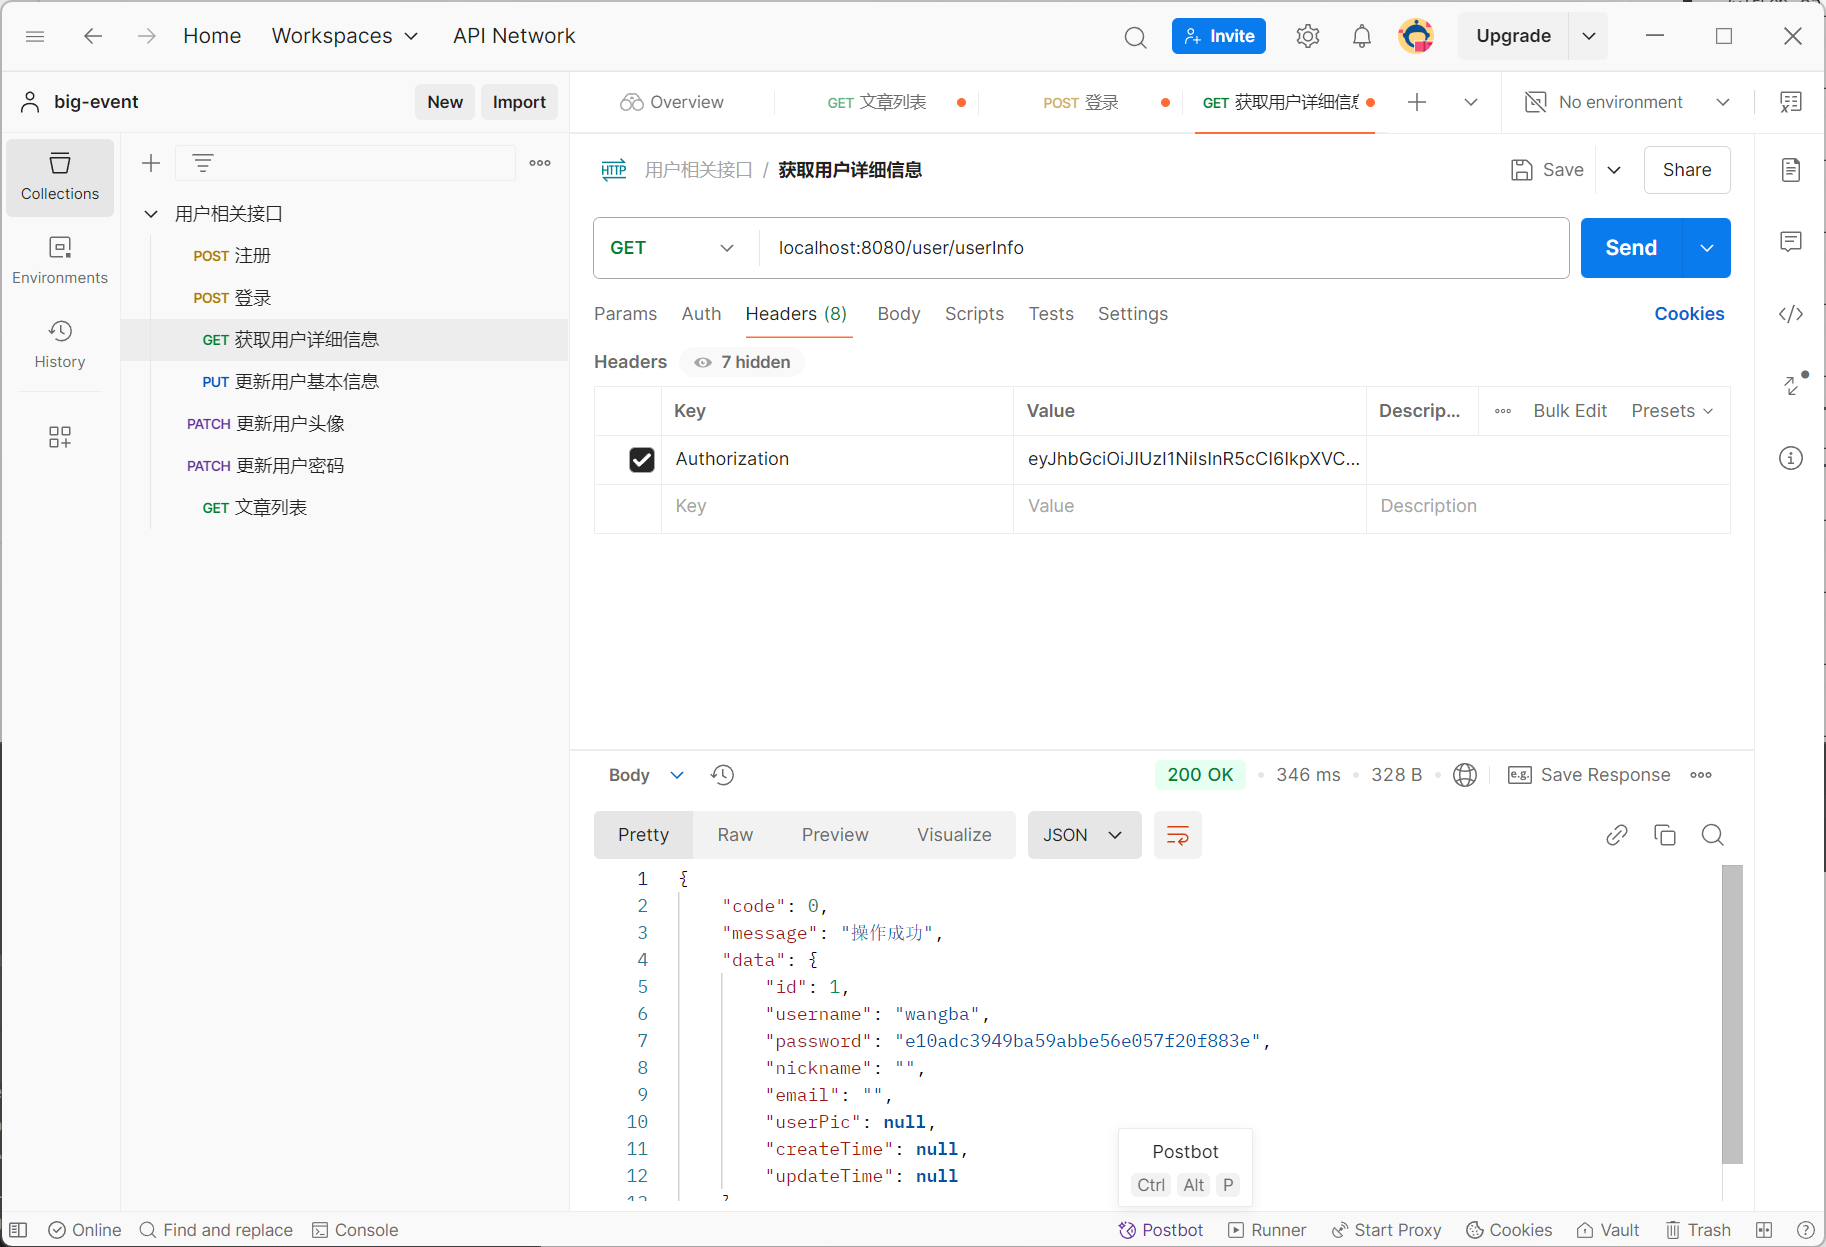 Home Workspaces API Network Invite Upgrade
big-event New Import Overview GET 文章列表 POST 登录 GET 获取用户详细信息 No environment
Collections
Environments
History
用户相关接口
POST 注册
POST 登录
GET 获取用户详细信息
PUT 更新用户基本信息
PATCH 更新用户头像
PATCH 更新用户密码
GET 文章列表
HTTP 用户相关接口 / 获取用户详细信息 Save Share
GET localhost:8080/user/userInfo Send
Params Auth Headers (8) Body Scripts Tests Settings Cookies
Headers 7 hidden
Key Value Descrip... Bulk Edit Presets
Authorization eyJhbGciOiJIUzI1NiIsInR5cCI6IkpXVC...
Key Value Description
Body 200 OK 346 ms 328 B e.g. Save Response
Pretty Raw Preview Visualize JSON
1 {
2 "code": 0,
3 "message": "操作成功",
4 "data": {
5 "id": 1,
6 "username": "wangba",
7 "password": "e10adc3949ba59abbe56e057f20f883e",
8 "nickname": "",
9 "email": "",
10 "userPic": null,
11 "createTime": null,
12 "updateTime": null
Postbot
Ctrl Alt P
Online Find and replace Console Postbot Runner Start Proxy Cookies Vault Trash